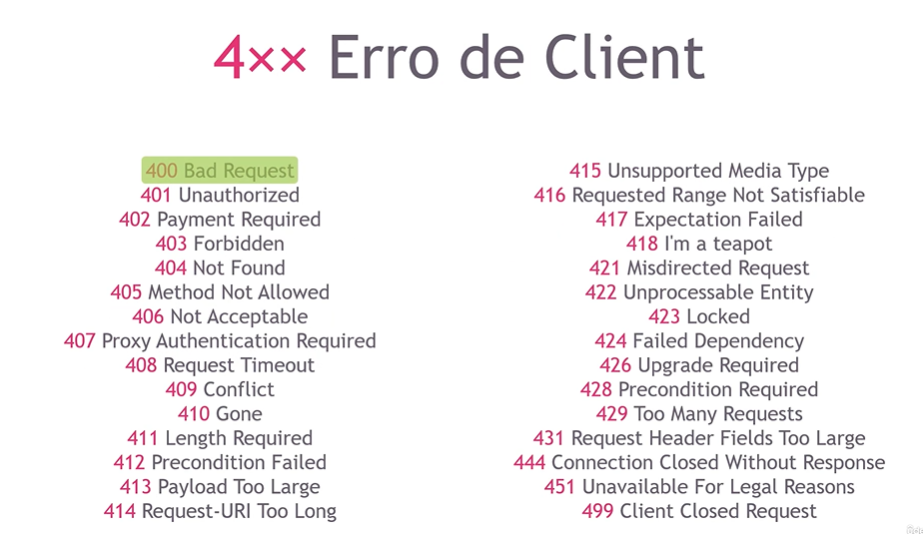 4×× Erro de Client
400 Bad Request
401 Unauthorized
402 Payment Required
403 Forbidden
404 Not Found
405 Method Not Allowed
406 Not Acceptable
407 Proxy Authentication Required
408 Request Timeout
409 Conflict
410 Gone
411 Length Required
412 Precondition Failed
413 Payload Too Large
414 Request-URI Too Long
415 Unsupported Media Type
416 Requested Range Not Satisfiable
417 Expectation Failed
418 I'm a teapot
421 Misdirected Request
422 Unprocessable Entity
423 Locked
424 Failed Dependency
426 Upgrade Required
428 Precondition Required
429 Too Many Requests
431 Request Header Fields Too Large
444 Connection Closed Without Response
451 Unavailable For Legal Reasons
499 Client Closed Request